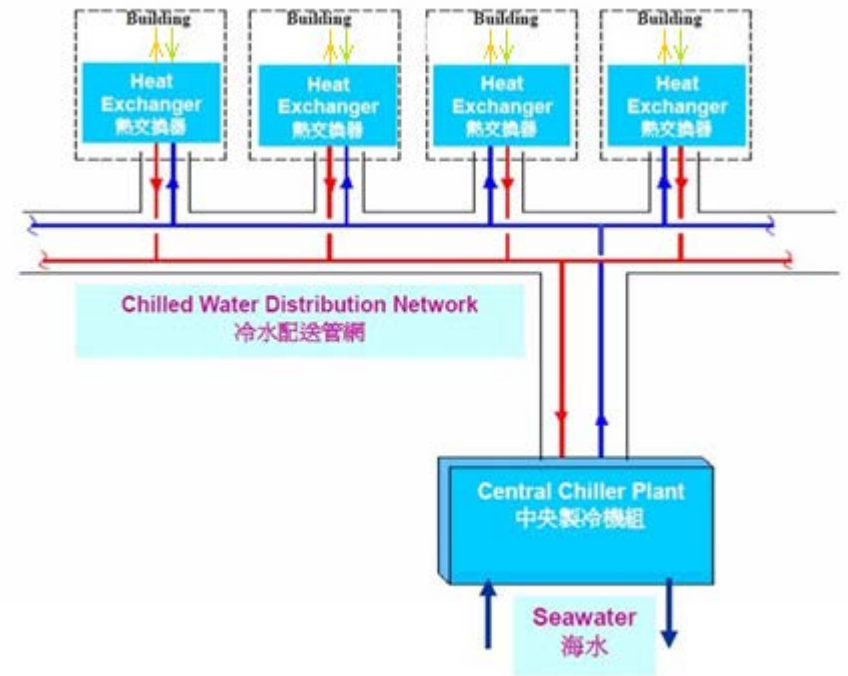 Building
Building
Building
Building
Heat
Exchanger
熱交換器
Heat
Exchanger
熱交換器
Heat
Exchanger
熱交換器
Heat
Exchanger
熱交換器
Chilled Water Distribution Network
冷水配送管網
Central Chiller Plant
中央製冷機組
Seawater
海水